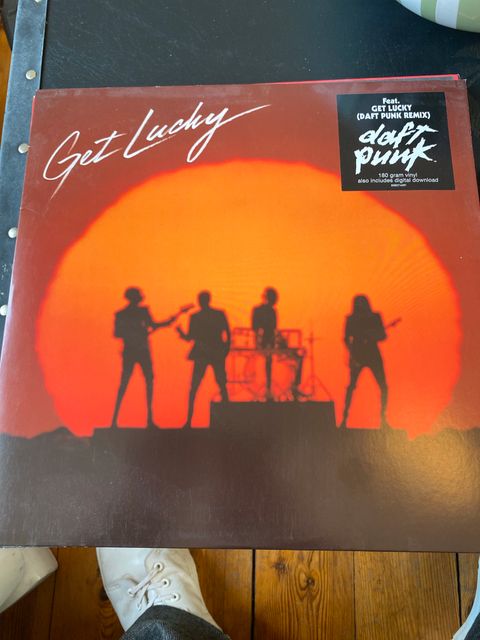 Get Lucky
Feat.
GET LUCKY
(DAFT PUNK REMIX)
daft
punk
180 gram vinyl
also includes digital download